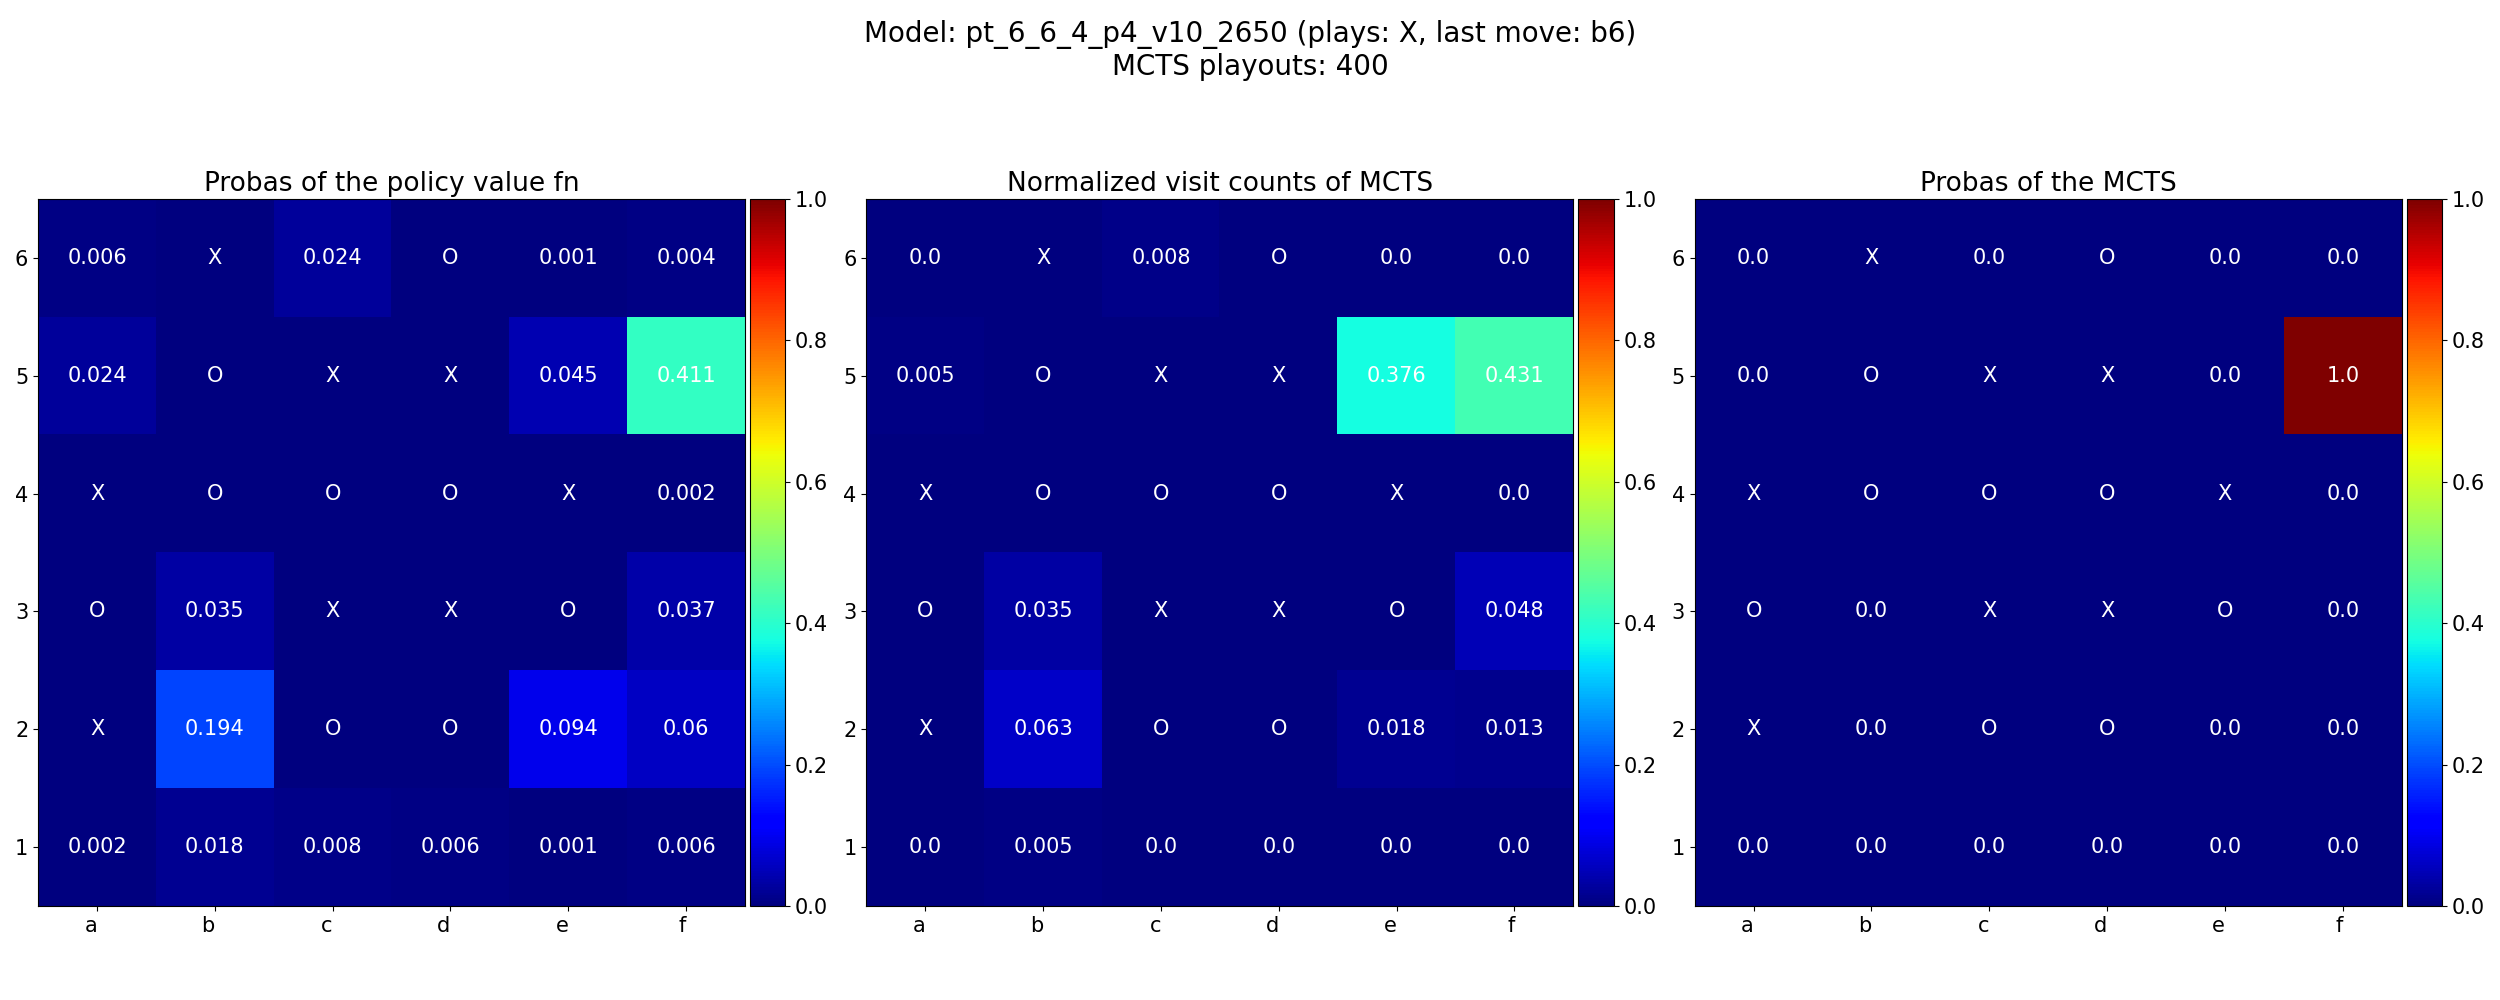 Model: pt_6_6_4_p4_v10_2650 (plays: X, last move: b6)
MCTS playouts: 400
Probas of the policy value fn
6 0.006 X 0.024 O 0.001 0.004
5 0.024 O X X 0.045 0.411
4 X O O O X 0.002
3 O 0.035 X X O 0.037
2 X 0.194 O O 0.094 0.06
1 0.002 0.018 0.008 0.006 0.001 0.006
a b c d e f
1.0
0.8
0.6
0.4
0.2
0.0
Normalized visit counts of MCTS
6 0.0 X 0.008 O 0.0 0.0
5 0.005 O X X 0.376 0.431
4 X O O O X 0.0
3 O 0.035 X X O 0.048
2 X 0.063 O O 0.018 0.013
1 0.0 0.005 0.0 0.0 0.0 0.0
a b c d e f
1.0
0.8
0.6
0.4
0.2
0.0
Probas of the MCTS
6 0.0 X 0.0 O 0.0 0.0
5 0.0 O X X 0.0 1.0
4 X O O O X 0.0
3 O 0.0 X X O 0.0
2 X 0.0 O O 0.0 0.0
1 0.0 0.0 0.0 0.0 0.0 0.0
a b c d e f
1.0
0.8
0.6
0.4
0.2
0.0